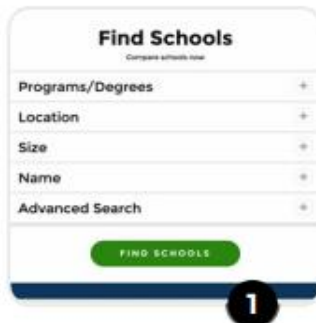 Find Schools
Compare schools now
Programs/Degrees +
Location +
Size +
Name +
Advanced Search +
FIND SCHOOLS
1